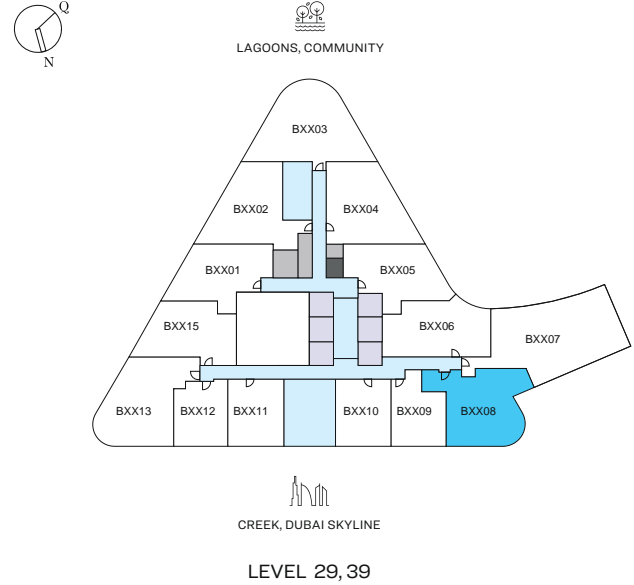 Q
N
LAGOONS, COMMUNITY
BXX03
BXX02
BXX04
BXX01
BXX05
BXX15
BXX06
BXX07
BXX13
BXX12
BXX11
BXX10
BXX09
BXX08
CREEK, DUBAI SKYLINE
LEVEL 29, 39